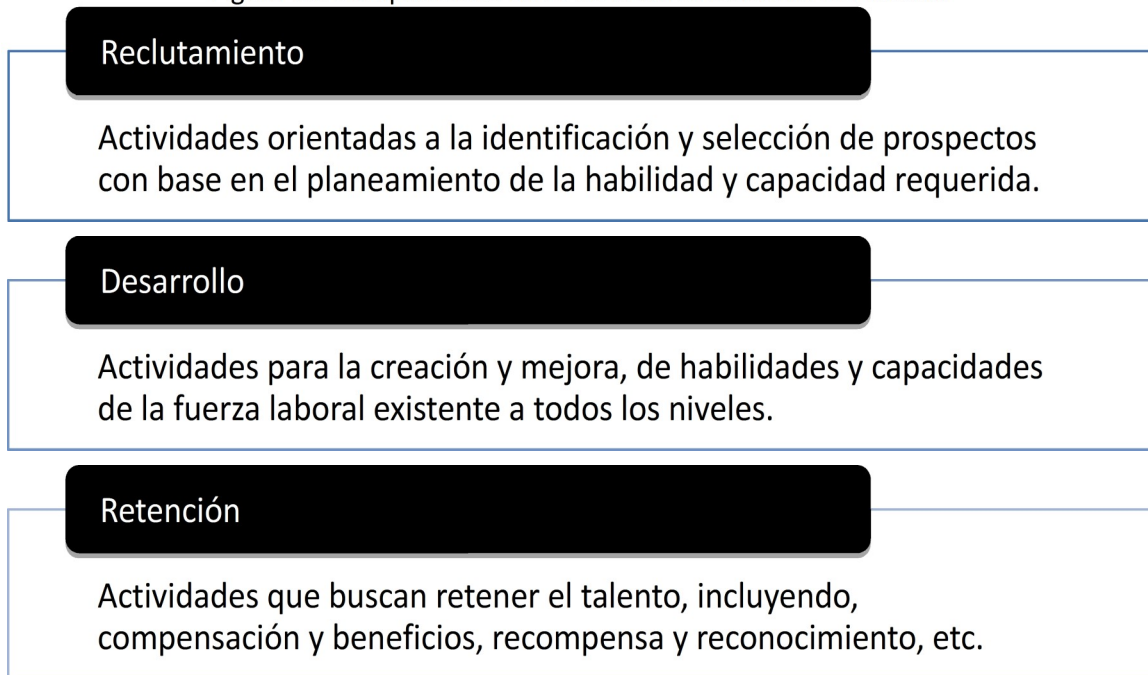 Reclutamiento
Actividades orientadas a la identificación y selección de prospectos
con base en el planeamiento de la habilidad y capacidad requerida.
Desarrollo
Actividades para la creación y mejora, de habilidades y capacidades
de la fuerza laboral existente a todos los niveles.
Retención
Actividades que buscan retener el talento, incluyendo,
compensación y beneficios, recompensa y reconocimiento, etc.